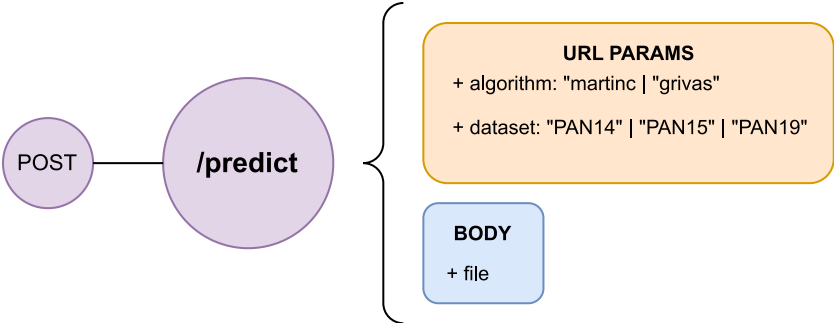 POST
/predict
URL PARAMS
+ algorithm: "martinc | "grivas"
+ dataset: "PAN14" | "PAN15" | "PAN19"
BODY
+ file